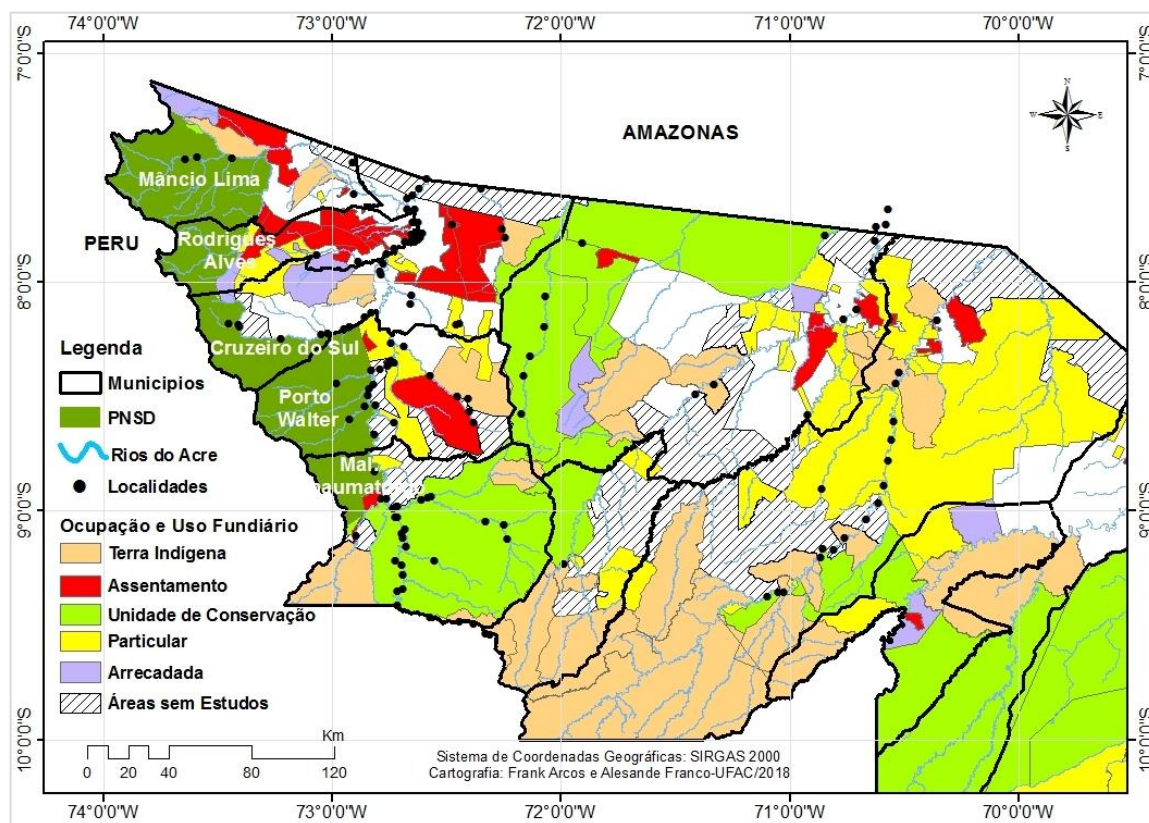 74°0'0"W 73°0'0"W 72°0'0"W 71°0'0"W 70°0'0"W
7°0'0"S 7°0'0"S
N
W E
S
AMAZONAS
Mâncio Lima
PERU
Rodrigues
Alves
8°0'0"S 8°0'0"S
Cruzeiro do Sul
Porto
Walter
Mal.
9°0'0"S 9°0'0"S
Legenda
Municípios
PNSD
Rios do Acre
Localidades
Ocupação e Uso Fundiário
Terra Indígena
Assentamento
Unidade de Conservação
Particular
Arrecadada
Áreas sem Estudos
Km
0 20 40 80 120
10°0'0"S 10°0'0"S
Sistema de Coordenadas Geográficas: SIRGAS 2000
Cartografia: Frank Arcos e Alesande Franco-UFAC/2018
74°0'0"W 73°0'0"W 72°0'0"W 71°0'0"W 70°0'0"W